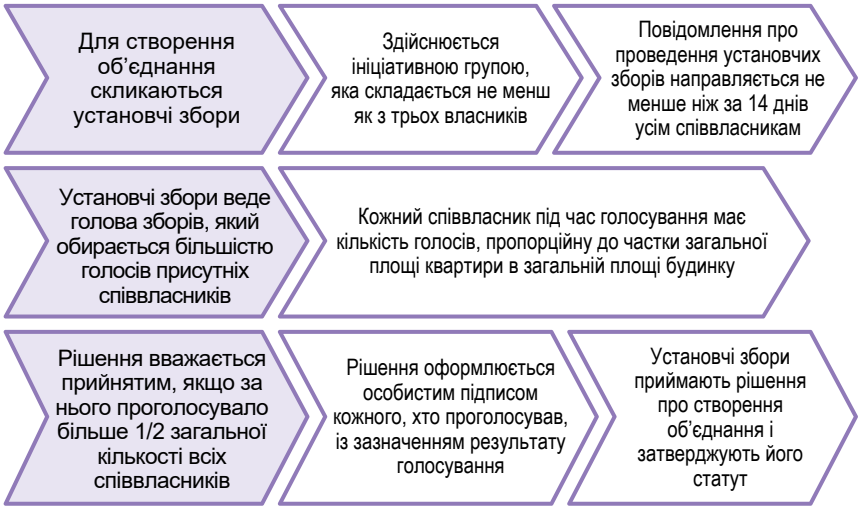 Для створення
об’єднання
скликаються
установчі збори
Здійснюється
ініціативною групою,
яка складається не менш
як з трьох власників
Повідомлення про
проведення установчих
зборів направляється не
менше ніж за 14 днів
усім співвласникам
Установчі збори веде
голова зборів, який
обирається більшістю
голосів присутніх
співвласників
Кожний співвласник під час голосування має
кількість голосів, пропорційну до частки загальної
площі квартири в загальній площі будинку
Рішення вважається
прийнятим, якщо за
нього проголосувало
більше 1/2 загальної
кількості всіх
співвласників
Рішення оформлюється
особистим підписом
кожного, хто проголосував,
із зазначенням результату
голосування
Установчі збори
приймають рішення
про створення
об’єднання і
затверджують його
статут